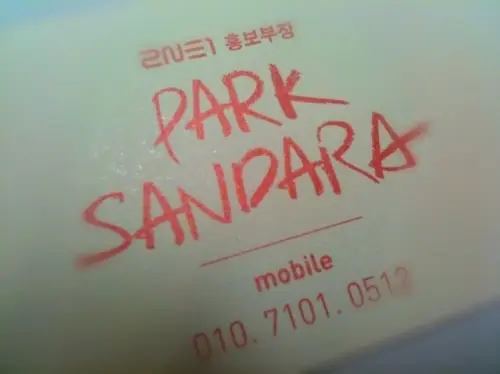 2NE1 홍보부장
PARK
SANDARA
mobile
010. 7101. 0512